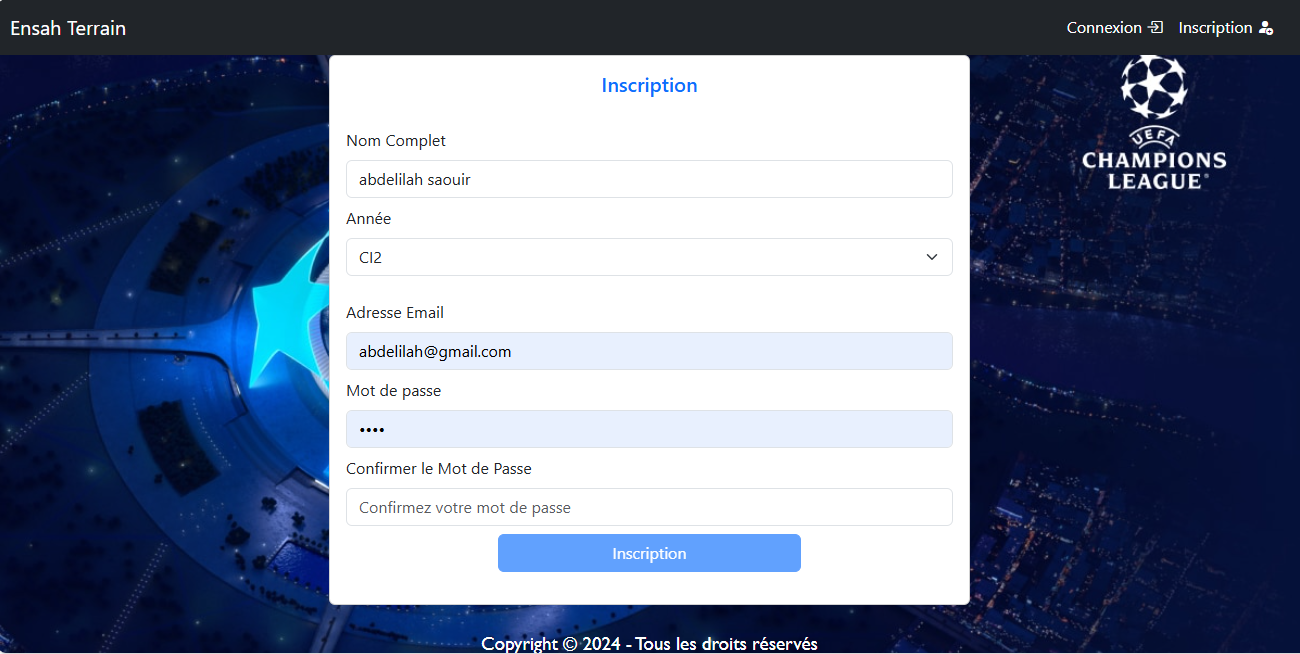 Ensah Terrain
Connexion
Inscription
Inscription
Nom Complet
abdelilah saouir
Année
CI2
Adresse Email
abdelilah@gmail.com
Mot de passe
••••
Confirmer le Mot de Passe
Confirmez votre mot de passe
Inscription
UEFA
CHAMPIONS
LEAGUE®
Copyright © 2024 - Tous les droits réservés